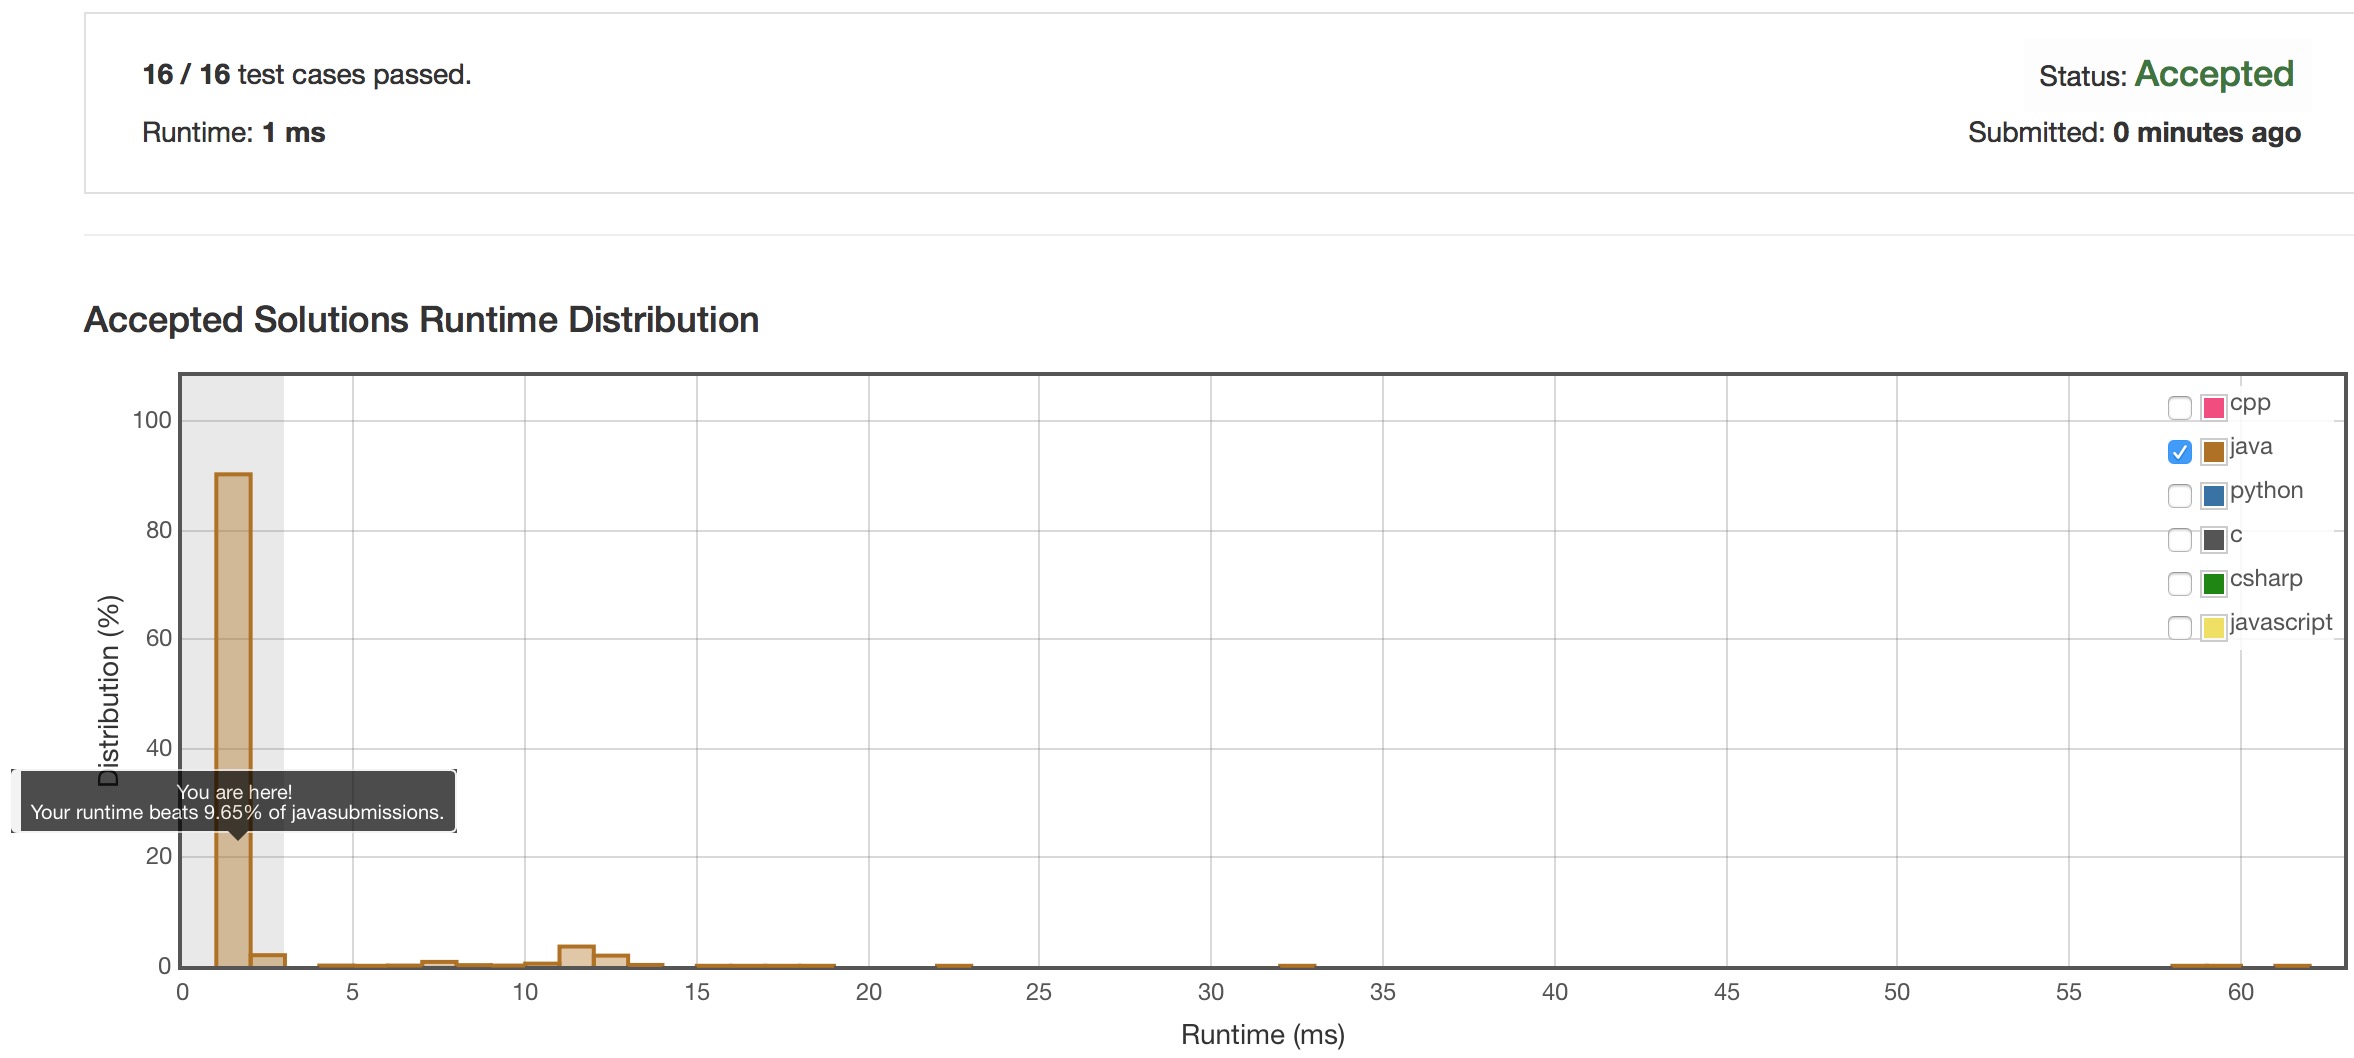 16 / 16 test cases passed.
Status: Accepted
Runtime: 1 ms
Submitted: 0 minutes ago
Accepted Solutions Runtime Distribution
100
80
60
40
20
0
Distribution (%)
You are here!
Your runtime beats 9.65% of javasubmissions.
cpp
java
python
c
csharp
javascript
0 5 10 15 20 25 30 35 40 45 50 55 60
Runtime (ms)